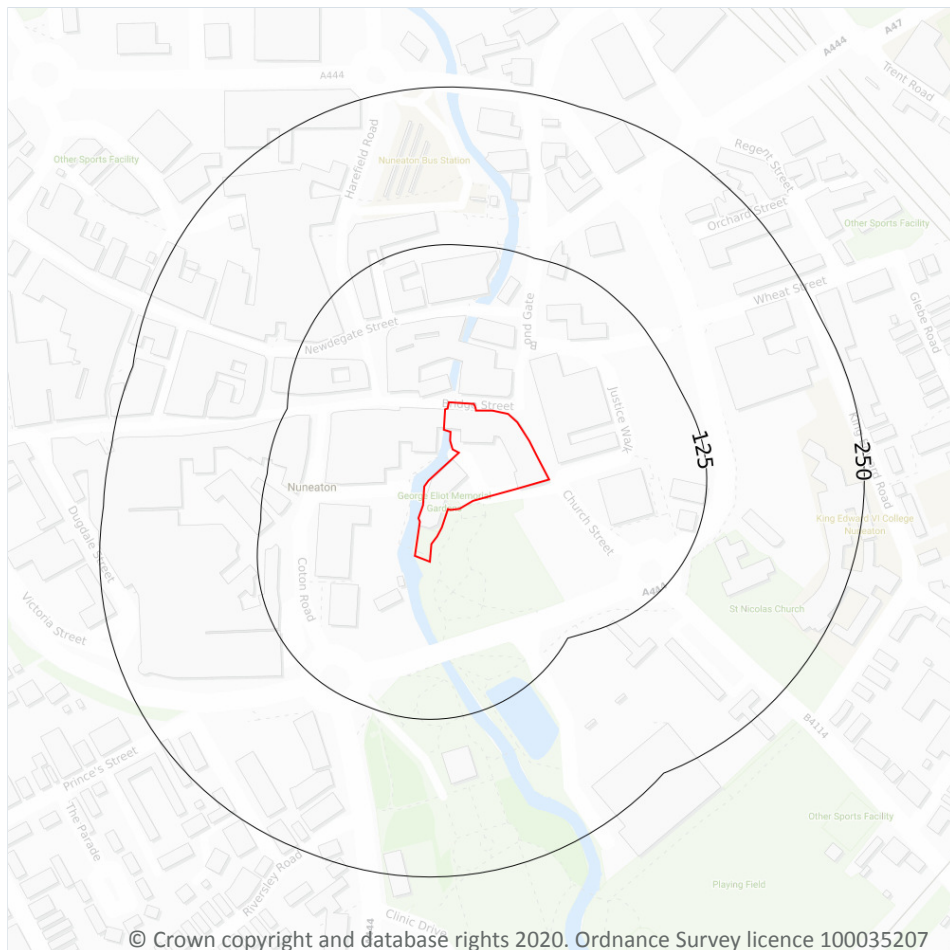 A47
A444
Trent Road
A444
Harefield Road
Regent Street
Other Sports Facility
Nuneaton Bus Station
Orchard Street
Other Sports Facility
Wheat Street
Glebe Road
Newdegate Street
ond Gate
B
Bridge Street
Justice Walk
King Edward Road
125
250
Nuneaton
George Eliot Memorial
Garden
Church Street
Dugdale Street
King Edward VI College
Nuneaton
Coton Road
A444
Victoria Street
St Nicolas Church
B4114
Prince's Street
The Parade
Other Sports Facility
Riversley Road
Playing Field
Clinic Drive
A444
© Crown copyright and database rights 2020. Ordnance Survey licence 100035207